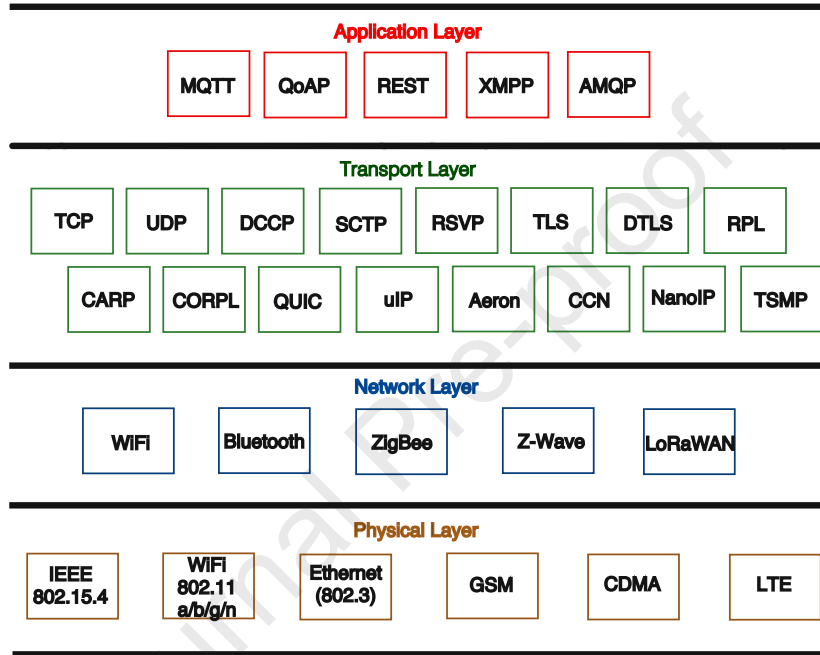 Application Layer
MQTT QoAP REST XMPP AMQP
Transport Layer
TCP UDP DCCP SCTP RSVP TLS DTLS RPL
CARP CORPL QUIC uIP Aeron CCN NanoIP TSMP
Network Layer
WiFi Bluetooth ZigBee Z-Wave LoRaWAN
Physical Layer
IEEE 802.15.4
WiFi 802.11 a/b/g/n
Ethernet (802.3)
GSM CDMA LTE
Pre-proof